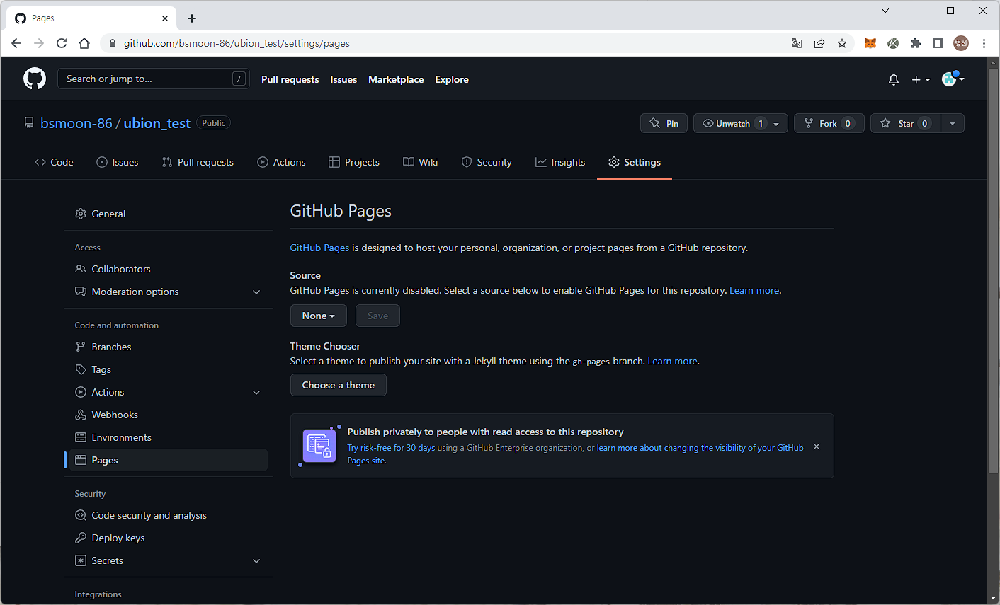 Pages
github.com/bsmoon-86/ubion_test/settings/pages
병선
Search or jump to... /
Pull requests Issues Marketplace Explore
bsmoon-86 / ubion_test Public
Pin Unwatch 1 Fork 0 Star 0
Code Issues Pull requests Actions Projects Wiki Security Insights Settings
General
Access
Collaborators
Moderation options
Code and automation
Branches
Tags
Actions
Webhooks
Environments
Pages
Security
Code security and analysis
Deploy keys
Secrets
Integrations
GitHub Pages
GitHub Pages is designed to host your personal, organization, or project pages from a GitHub repository.
Source
GitHub Pages is currently disabled. Select a source below to enable GitHub Pages for this repository. Learn more.
None Save
Theme Chooser
Select a theme to publish your site with a Jekyll theme using the gh-pages branch. Learn more.
Choose a theme
Publish privately to people with read access to this repository
Try risk-free for 30 days using a GitHub Enterprise organization, or learn more about changing the visibility of your GitHub
Pages site.